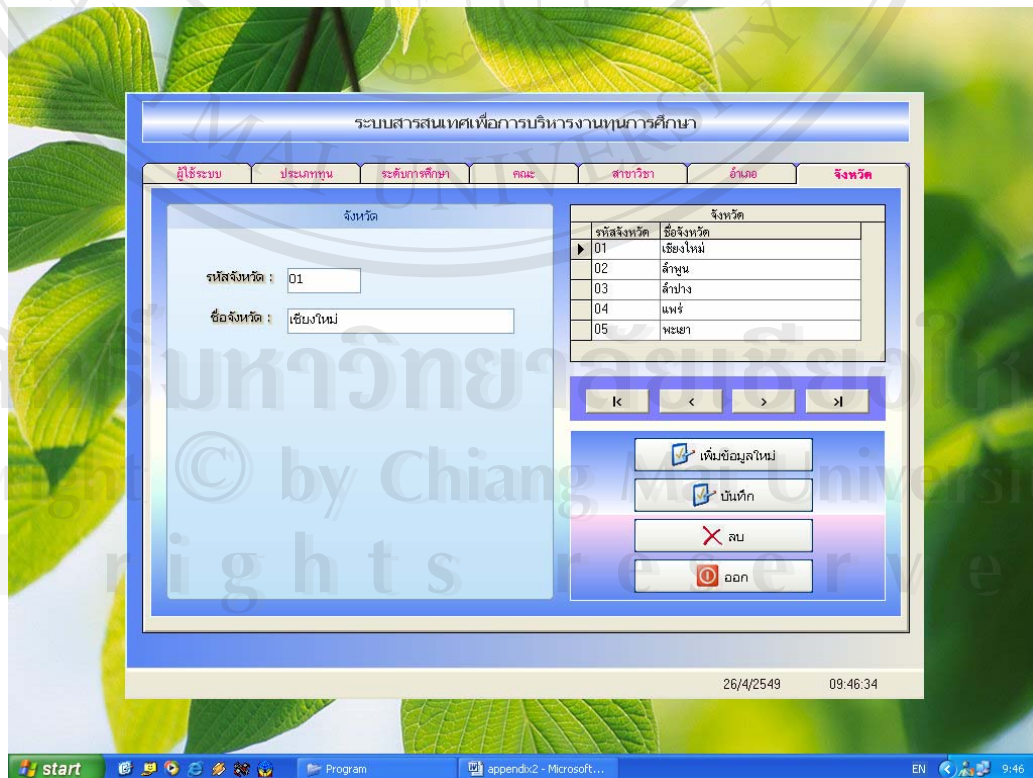 ระบบสารสนเทศเพื่อการบริหารงานทุนการศึกษา
ผู้ใช้ระบบ ประเภททุน ระดับการศึกษา คณะ สาขาวิชา อำเภอ จังหวัด
จังหวัด
รหัสจังหวัด : 01
ชื่อจังหวัด : เชียงใหม่
จังหวัด
รหัสจังหวัด ชื่อจังหวัด
01 เชียงใหม่
02 ลำพูน
03 ลำปาง
04 แพร่
05 พะเยา
เพิ่มข้อมูลใหม่
บันทึก
ลบ
ออก
26/4/2549 09:46:34
MAI UNIVERSITY
© by Chiang Mai
rights reserve
start Program appendix2 - Microsoft... EN 9:46